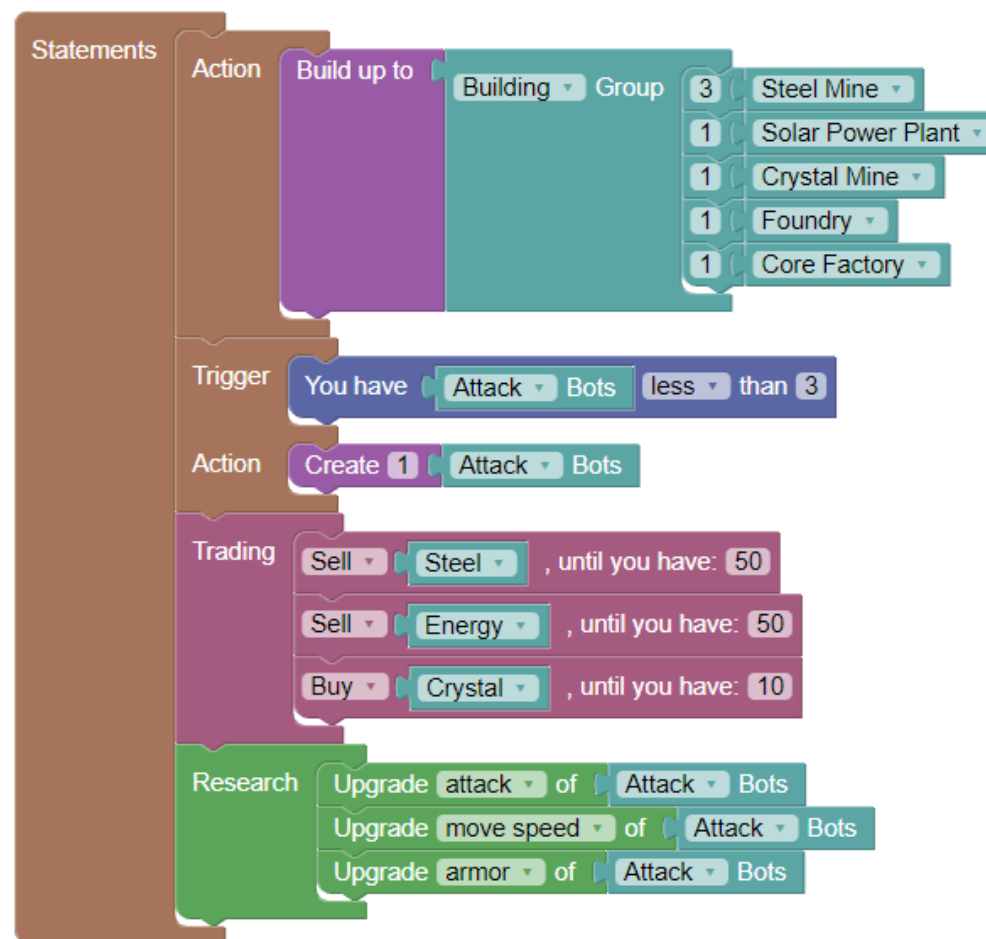 Statements
Action Build up to Building Group 3 Steel Mine
1 Solar Power Plant
1 Crystal Mine
1 Foundry
1 Core Factory
Trigger You have Attack Bots less than 3
Action Create 1 Attack Bots
Trading Sell Steel , until you have: 50
Sell Energy , until you have: 50
Buy Crystal , until you have: 10
Research Upgrade attack of Attack Bots
Upgrade move speed of Attack Bots
Upgrade armor of Attack Bots